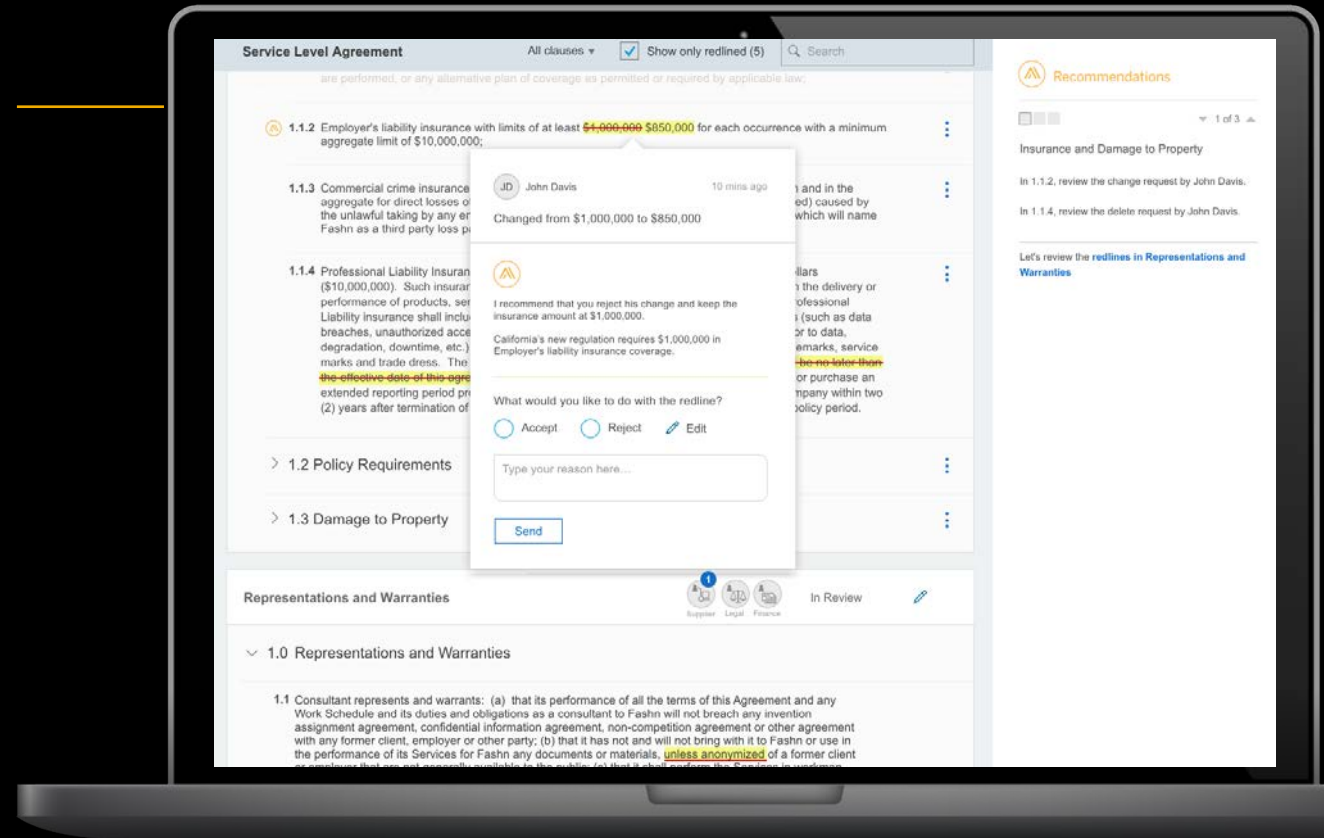 Service Level Agreement
All clauses
Show only redlined (5)
Search
are performed, or any alternative plan of coverage as permitted or required by applicable law;
1.1.2 Employer's liability insurance with limits of at least $1,000,000 $850,000 for each occurrence with a minimum
aggregate limit of $10,000,000;
1.1.3 Commercial crime insurance
and in the
aggregate for direct losses
ed) caused by
the unlawful taking by any
which will name
Fashn as a third party loss
1.1.4 Professional Liability
($10,000,000). Such
the delivery or
performance of products,
Liability insurance shall
(such as data
breaches, unauthorized
or to data,
degradation, downtime, etc.)
service
marks and trade dress. The
be no later than
the effective date of this
or purchase an
extended reporting period
within two
(2) years after termination of
policy period.
JD
John Davis
10 mins ago
Changed from $1,000,000 to $850,000
I recommend that you reject his change and keep the
insurance amount at $1,000,000.
California's new regulation requires $1,000,000 in
Employer's liability insurance coverage.
What would you like to do with the redline?
Accept
Reject
Edit
Type your reason here...
Send
1.2 Policy Requirements
1.3 Damage to Property
Representations and Warranties
1
Supplier
Legal
Finance
In Review
1.0 Representations and Warranties
1.1 Consultant represents and warrants: (a) that its performance of all the terms of this Agreement and any
Work Schedule and its duties and obligations as a consultant to Fashn will not breach any invention
assignment agreement, confidential information agreement, non-competition agreement or other agreement
with any former client, employer or other party; (b) that it has not and will not bring with it to Fashn or use in
the performance of its Services for Fashn any documents or materials, unless anonymized of a former client
Recommendations
1 of 3
Insurance and Damage to Property
In 1.1.2, review the change request by John Davis.
In 1.1.4, review the delete request by John Davis.
Let's review the redlines in Representations and
Warranties